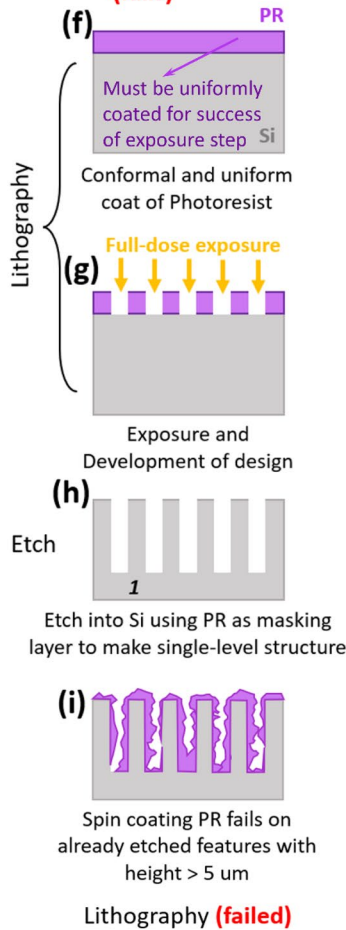 (f)
PR
Must be uniformly
coated for success
of exposure step
Si
Conformal and uniform
coat of Photoresist
Lithography
Full-dose exposure
(g)
Exposure and
Development of design
(h)
Etch
1
Etch into Si using PR as masking
layer to make single-level structure
(i)
Spin coating PR fails on
already etched features with
height > 5 um
Lithography (failed)